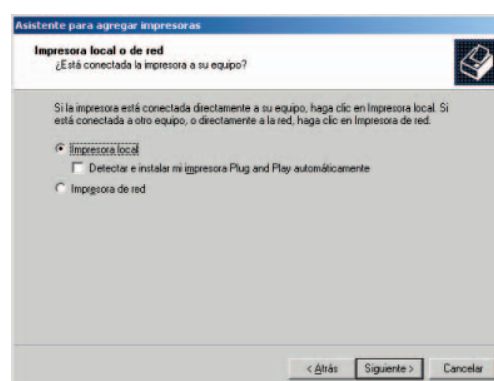 Asistente para agregar impresoras
Impresora local o de red
¿Está conectada la impresora a su equipo?
Si la impresora está conectada directamente a su equipo, haga clic en Impresora local. Si
está conectada a otro equipo, o directamente a la red, haga clic en Impresora de red.
Impresora local
Detectar e instalar mi impresora Plug and Play automáticamente
Impresora de red
< Atrás
Siguiente >
Cancelar